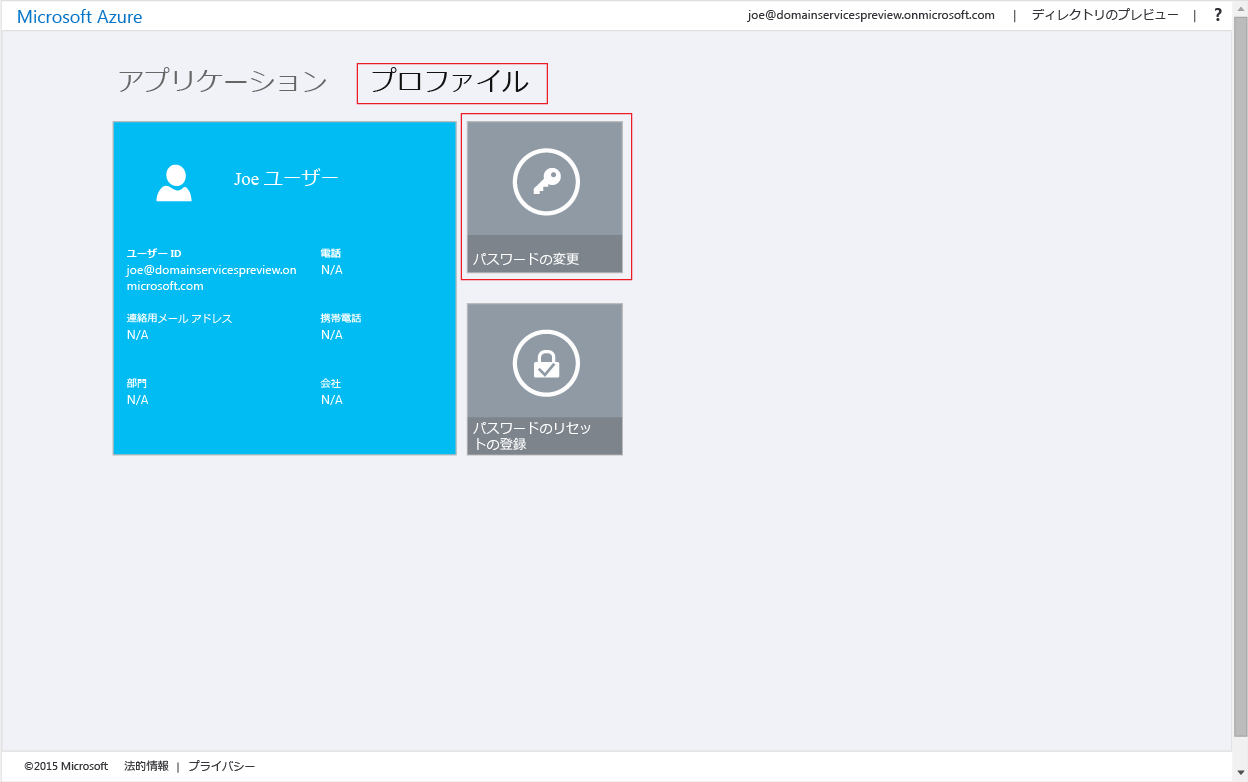 Microsoft Azure
joe@domainservicespreview.onmicrosoft.com | ディレクトリのプレビュー | ?
アプリケーション プロファイル
Joe ユーザー
ユーザー ID
joe@domainservicespreview.on
microsoft.com
電話
N/A
連絡用メール アドレス
N/A
携帯電話
N/A
部門
N/A
会社
N/A
パスワードの変更
パスワードのリセッ
トの登録
©2015 Microsoft 法的情報 | プライバシー